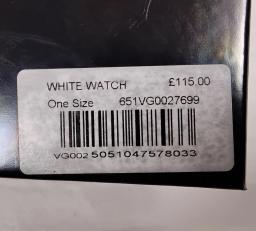 WHITE WATCH £115.00
One Size 651VG0027699
VG002 5051047578033